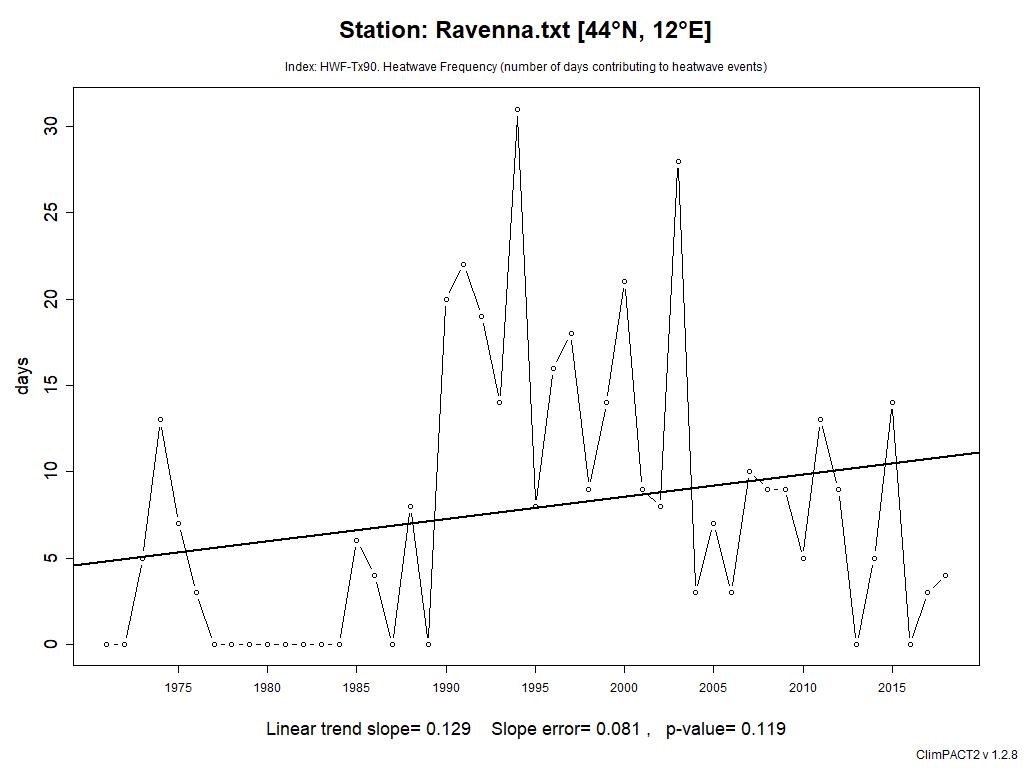 Station: Ravenna.txt [44°N, 12°E]
Index: HWF-Tx90. Heatwave Frequency (number of days contributing to heatwave events)
30
25
20
15
10
5
0
days
1975 1980 1985 1990 1995 2000 2005 2010 2015
Linear trend slope= 0.129 Slope error= 0.081 , p-value= 0.119
ClimPACT2 v 1.2.8